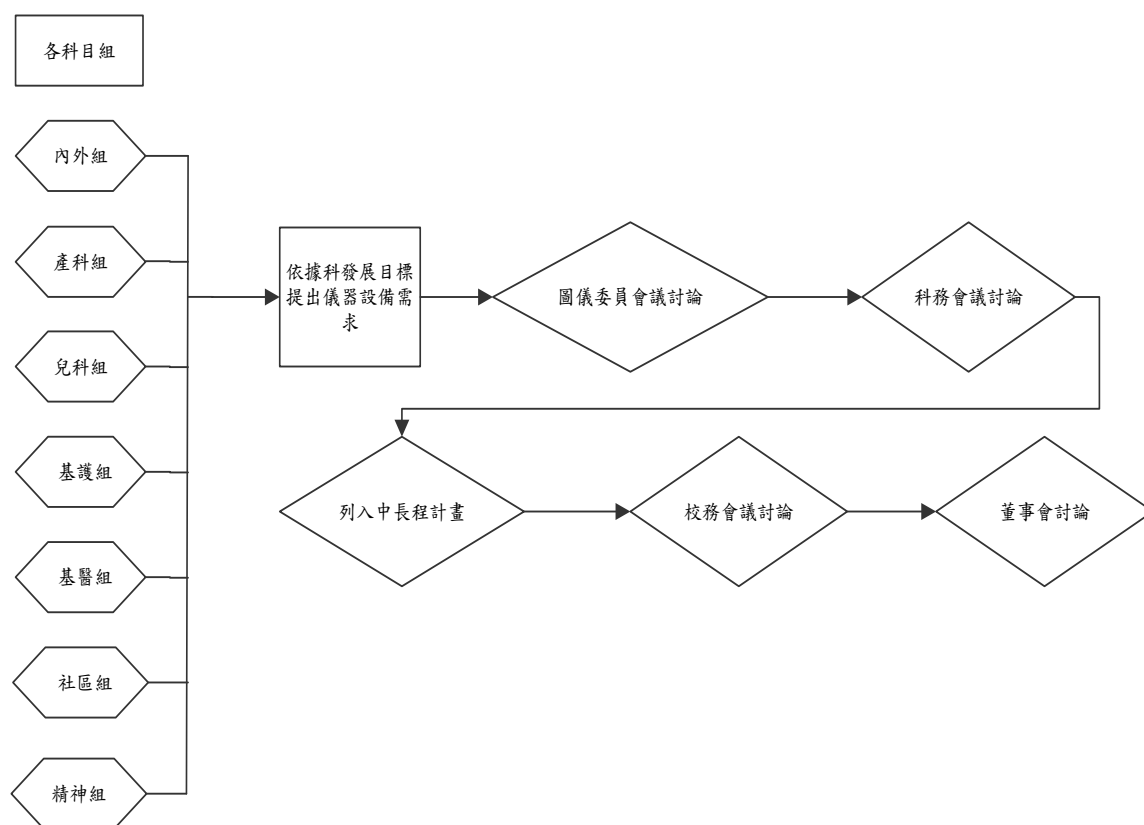 各科目組
內外組
產科組
兒科組
基護組
基醫組
社區組
精神組
依據科發展目標
提出儀器設備需
求
圖儀委員會議討論
科務會議討論
列入中長程計畫
校務會議討論
董事會討論